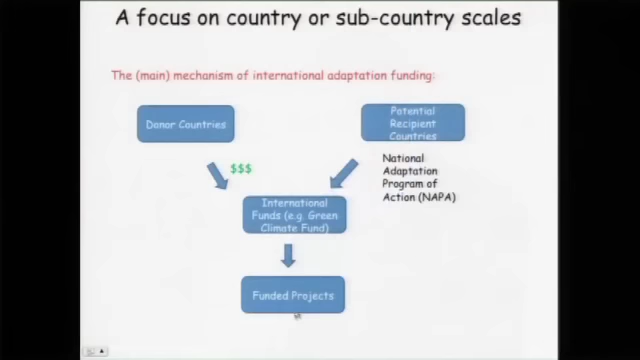 A focus on country or sub-country scales
The (main) mechanism of international adaptation funding:
Donor Countries
Potential
Recipient
Countries
$$$
National
Adaptation
Program of
Action (NAPA)
International
Funds (e.g. Green
Climate Fund)
Funded Projects